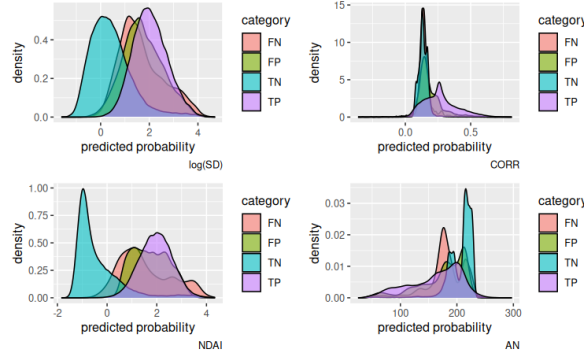 category
FN
FP
TN
TP
density
0.4
0.2
0.0
0 2 4
predicted probability
log(SD)
category
FN
FP
TN
TP
density
15
10
5
0
0.0 0.5
predicted probability
CORR
category
FN
FP
TN
TP
density
1.00
0.75
0.50
0.25
0.00
-2 0 2 4
predicted probability
NDAI
category
FN
FP
TN
TP
density
0.03
0.02
0.01
0.00
100 200 300
predicted probability
AN